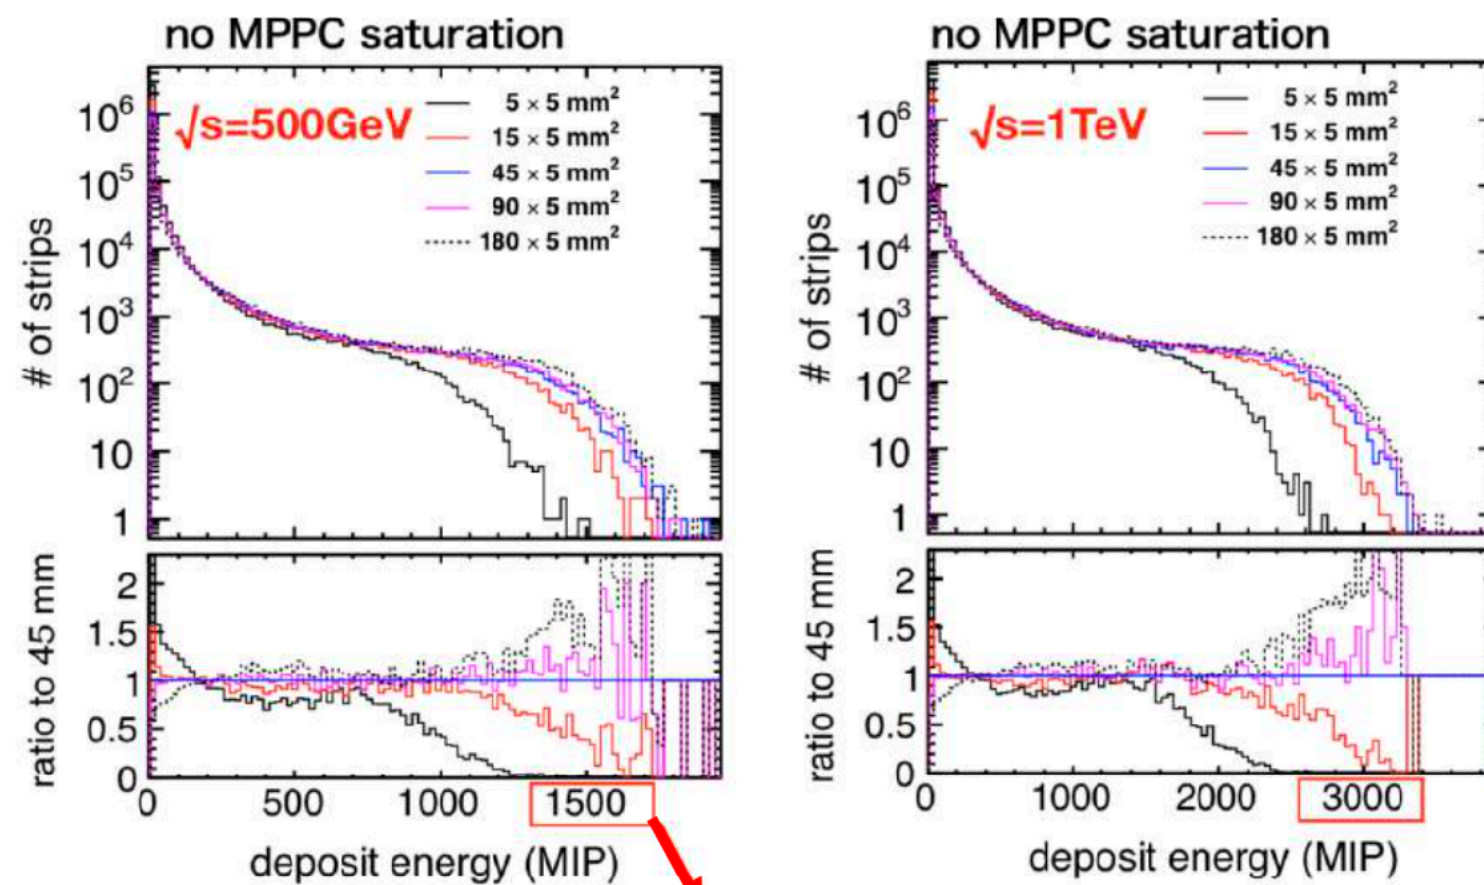 no MPPC saturation
√s=500GeV
5 × 5 mm²
15 × 5 mm²
45 × 5 mm²
90 × 5 mm²
180 × 5 mm²
# of strips
10⁶
10⁵
10⁴
10³
10²
10
1
ratio to 45 mm
2
1.5
1
0.5
0
0 500 1000 1500
deposit energy (MIP)
no MPPC saturation
√s=1TeV
5 × 5 mm²
15 × 5 mm²
45 × 5 mm²
90 × 5 mm²
180 × 5 mm²
# of strips
10⁶
10⁵
10⁴
10³
10²
10
1
ratio to 45 mm
2
1.5
1
0.5
0
0 1000 2000 3000
deposit energy (MIP)